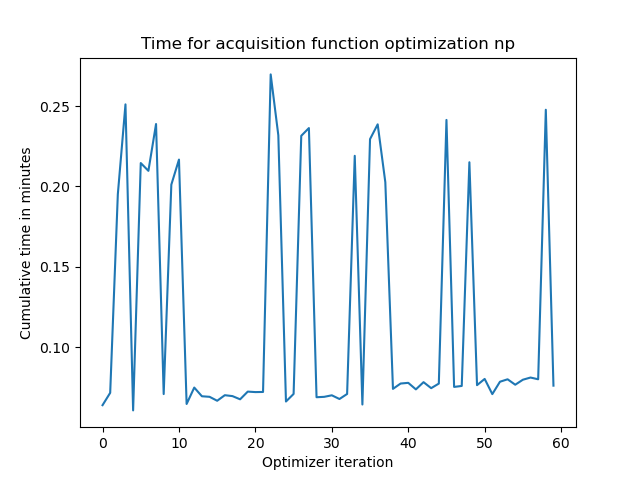 Time for acquisition function optimization np
Cumulative time in minutes
0.25
0.20
0.15
0.10
0 10 20 30 40 50 60
Optimizer iteration